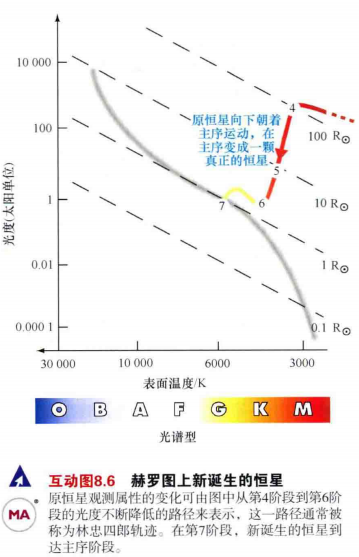 10 000
100
1
0.01
0.000 1
光度(太阳单位)
原恒星向下朝着
主序运动，在
主序变成一颗
真正的恒星
4
5
6
7
100 R⊙
10 R⊙
1 R⊙
0.1 R⊙
30 000 10 000 6000 3000
表面温度/K
O B A F G K M
光谱型
互动图8.6 赫罗图上新诞生的恒星
MA
原恒星观测属性的变化可由图中从第4阶段到第6阶
段的光度不断降低的路径来表示，这一路径通常被
称为林忠四郎轨迹。在第7阶段，新诞生的恒星到
达主序阶段。